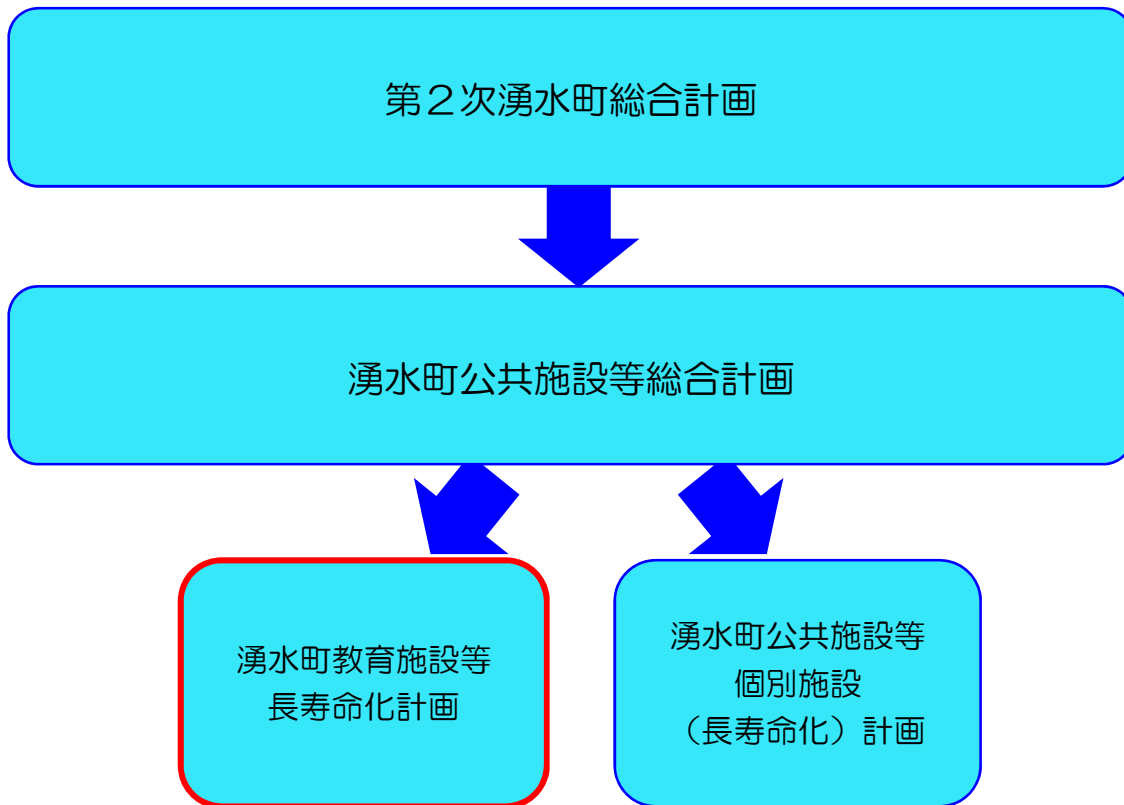 第２次湧水町総合計画
湧水町公共施設等総合計画
湧水町教育施設等
長寿命化計画
湧水町公共施設等
個別施設
（長寿命化）計画